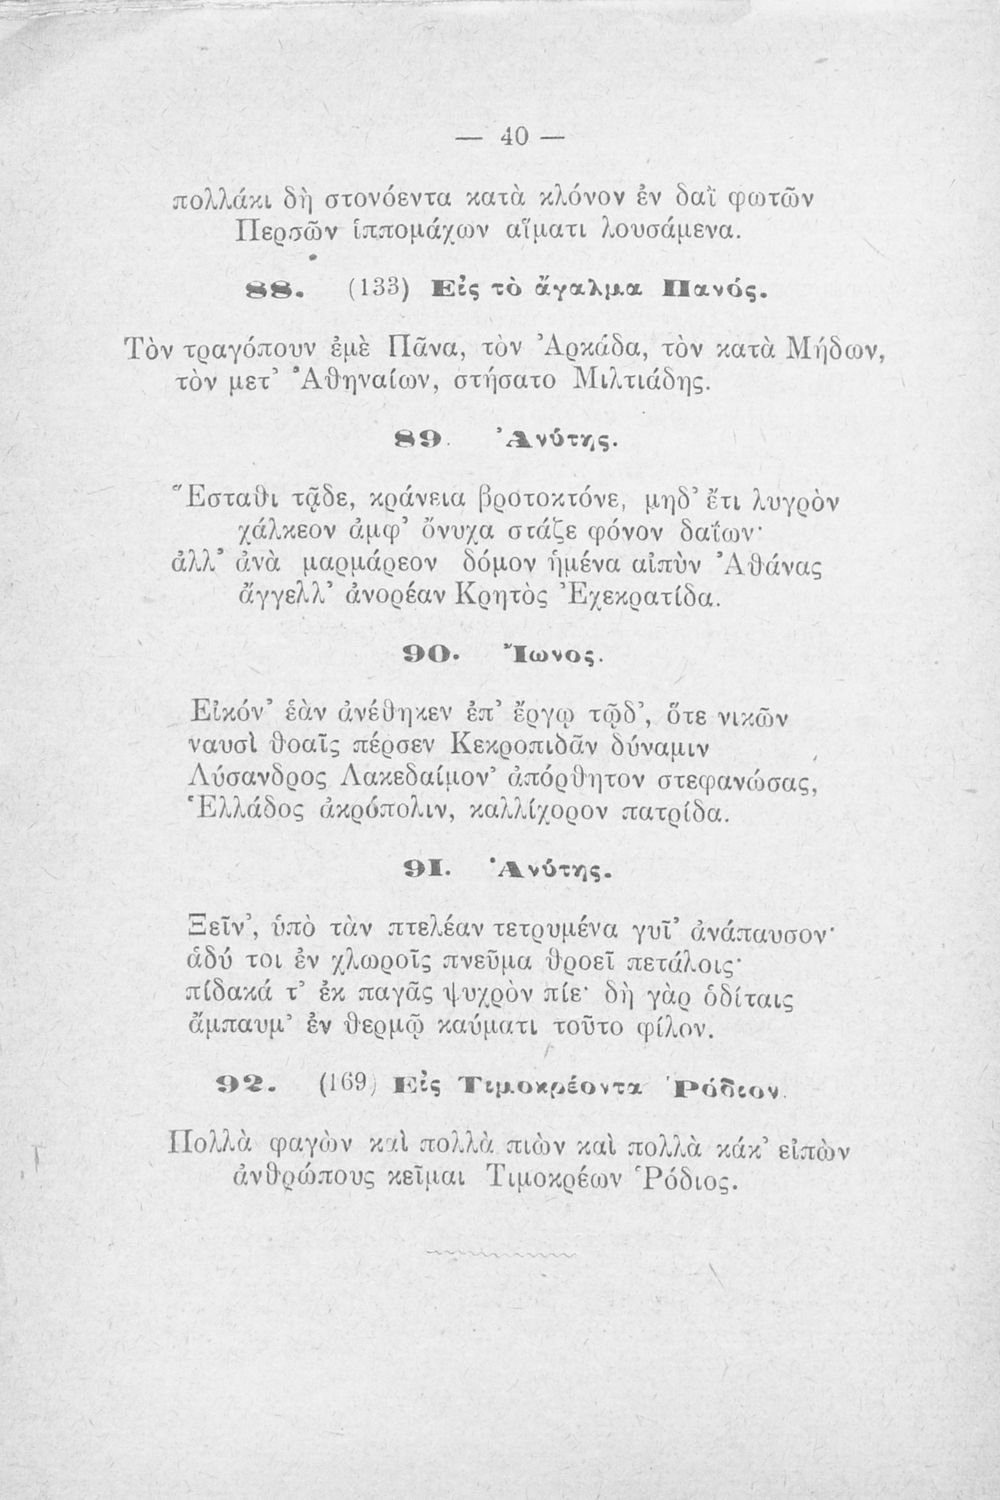 — 40 —
πολλάκι δὴ στονόεντα κατὰ κλόνον ἐν δαῒ φωτῶν
Περσῶν ἱππομάχων αἵματι λουσάμενα.
88. (133) Εἰς τὸ ἄγαλμα Πανός.
Τὸν τραγόπουν ἐμὲ Πᾶνα, τὸν Ἀρκάδα, τὸν κατὰ Μήδων,
τὸν μετ’ Ἀθηναίων, στήσατο Μιλτιάδης.
89. Ἀνύτης.
Ἕσταθι τᾷδε, κράνεια βροτοκτόνε, μηδ’ ἔτι λυγρὸν
χάλκεον ἀμφ’ ὄνυχα στάζε φόνον δαΐων·
ἀλλ’ ἀνὰ μαρμάρεον δόμον ἡμένα αἰπὺν Ἀθάνας
ἄγγελλ’ ἀνορέαν Κρητὸς Ἐχεκρατίδα.
90. Ἴωνος.
Εἰκόν’ ἑὰν ἀνέθηκεν ἐπ’ ἔργῳ τῷδ’, ὅτε νικῶν
ναυσὶ θοαῖς πέρσεν Κεκροπιδᾶν δύναμιν
Λύσανδρος Λακεδαίμον’ ἀπόρθητον στεφανώσας,
Ἑλλάδος ἀκρόπολιν, καλλίχορον πατρίδα.
91. Ἀνύτης.
Ξεῖν’, ὑπὸ τὰν πτελέαν τετρυμένα γυῖ’ ἀνάπαυσον·
ἁδύ τοι ἐν χλωροῖς πνεῦμα θροεῖ πετάλοις·
πίδακά τ’ ἐκ παγᾶς ψυχρὸν πίε· δὴ γὰρ ὁδίταις
ἄμπαυμ’ ἐν θερμῷ καύματι τοῦτο φίλον.
92. (169) Εἰς Τιμοκρέοντα Ῥόδιον.
Πολλὰ φαγὼν καὶ πολλὰ πιὼν καὶ πολλὰ κάκ’ εἰπὼν
ἀνθρώπους κεῖμαι Τιμοκρέων Ῥόδιος.